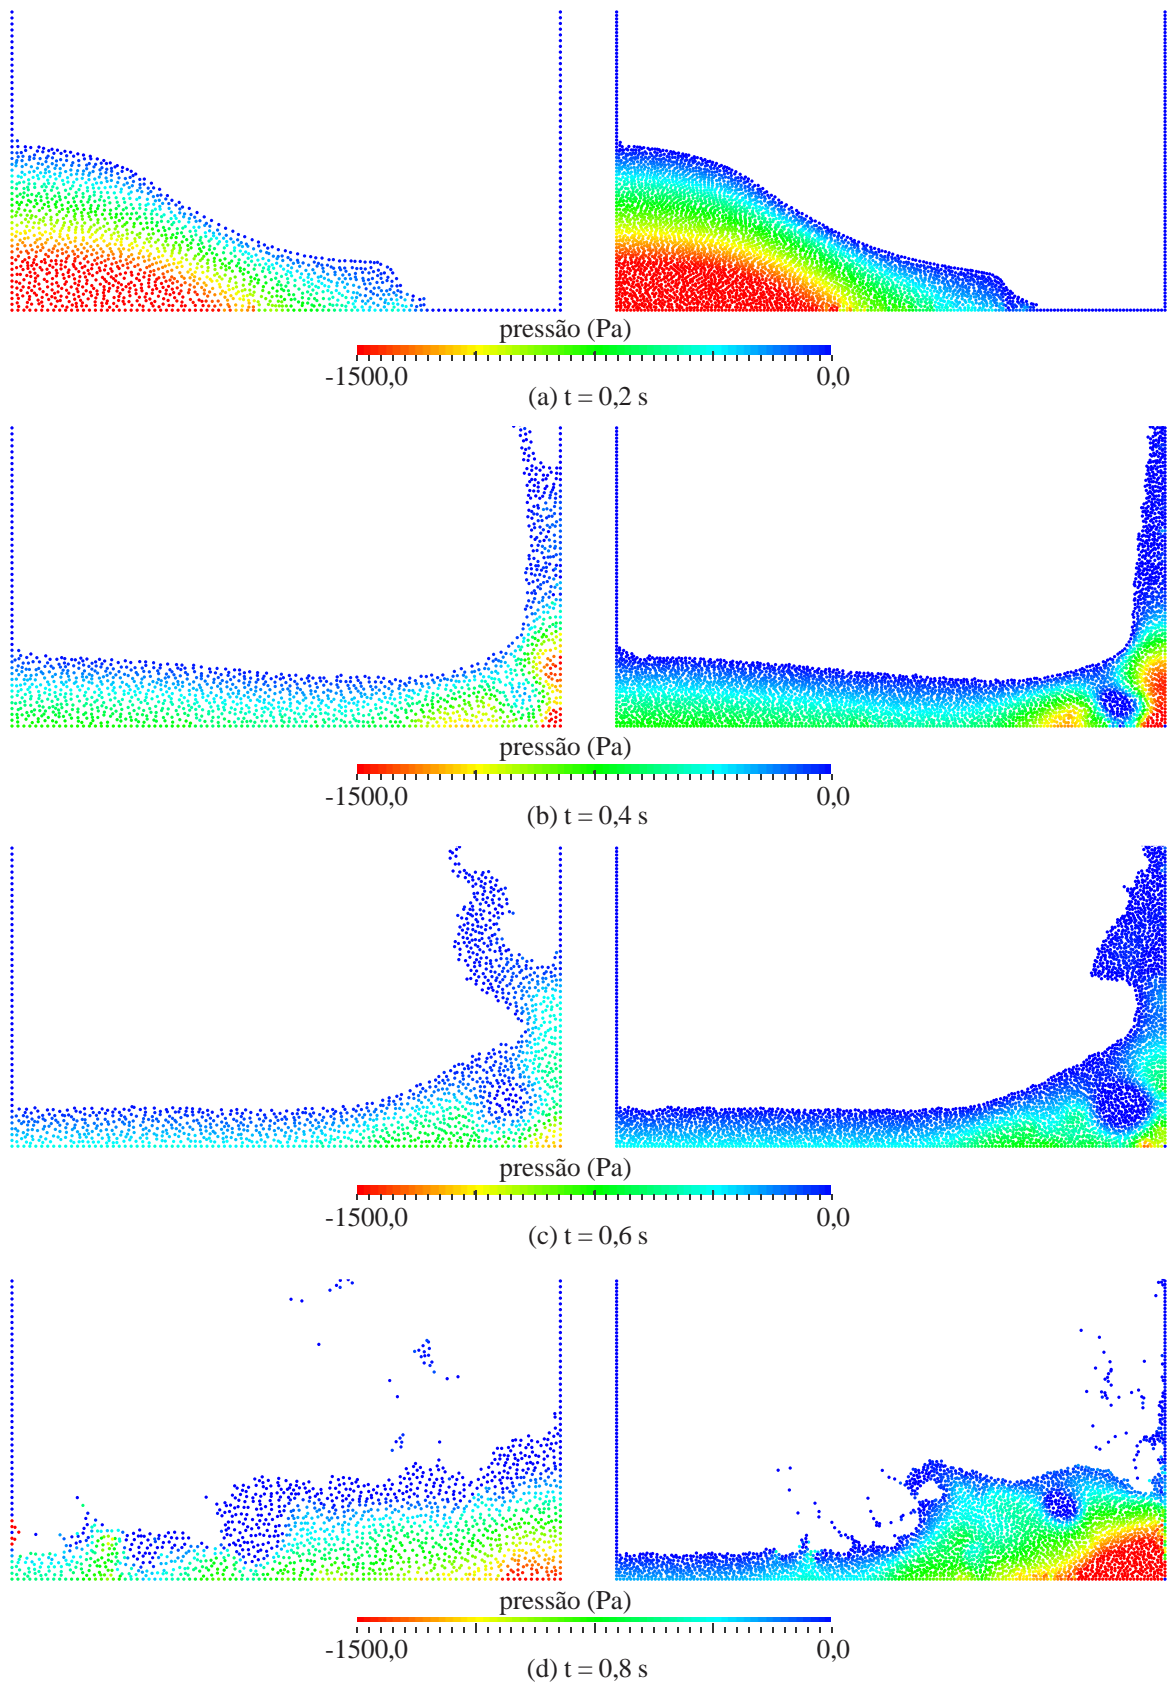 pressão (Pa)
-1500,0 0,0
(a) t = 0,2 s
pressão (Pa)
-1500,0 0,0
(b) t = 0,4 s
pressão (Pa)
-1500,0 0,0
(c) t = 0,6 s
pressão (Pa)
-1500,0 0,0
(d) t = 0,8 s